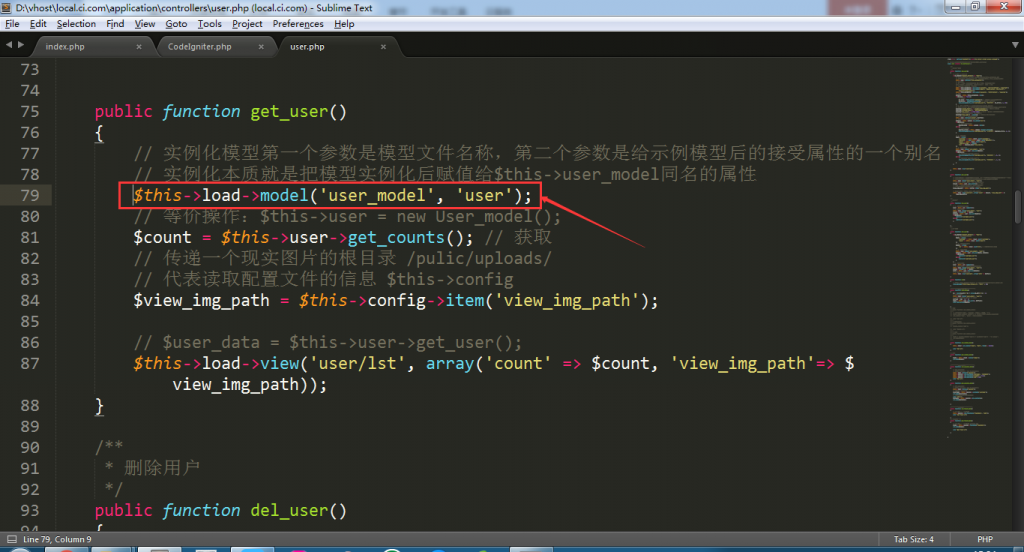 D:\vhost\local.ci.com\application\controllers\user.php (local.ci.com) - Sublime Text
File Edit Selection Find View Goto Tools Project Preferences Help
index.php × CodeIgniter.php × user.php ×
73
74
75 public function get_user()
76 {
77 // 实例化模型第一个参数是模型文件名称，第二个参数是给示例模型后的接受属性的一个别名
78 // 实例化本质就是把模型实例化后赋值给$this->user_model同名的属性
79 $this->load->model('user_model', 'user');
80 // 等价操作：$this->user = new User_model();
81 $count = $this->user->get_counts(); // 获取
82 // 传递一个现实图片的根目录 /pulic/uploads/
83 // 代表读取配置文件的信息 $this->config
84 $view_img_path = $this->config->item('view_img_path');
85
86 // $user_data = $this->user->get_user();
87 $this->load->view('user/lst', array('count' => $count, 'view_img_path'=> $
view_img_path));
88 }
89
90 /**
91 * 删除用户
92 */
93 public function del_user()
94 {
Line 79, Column 9 Tab Size: 4 PHP